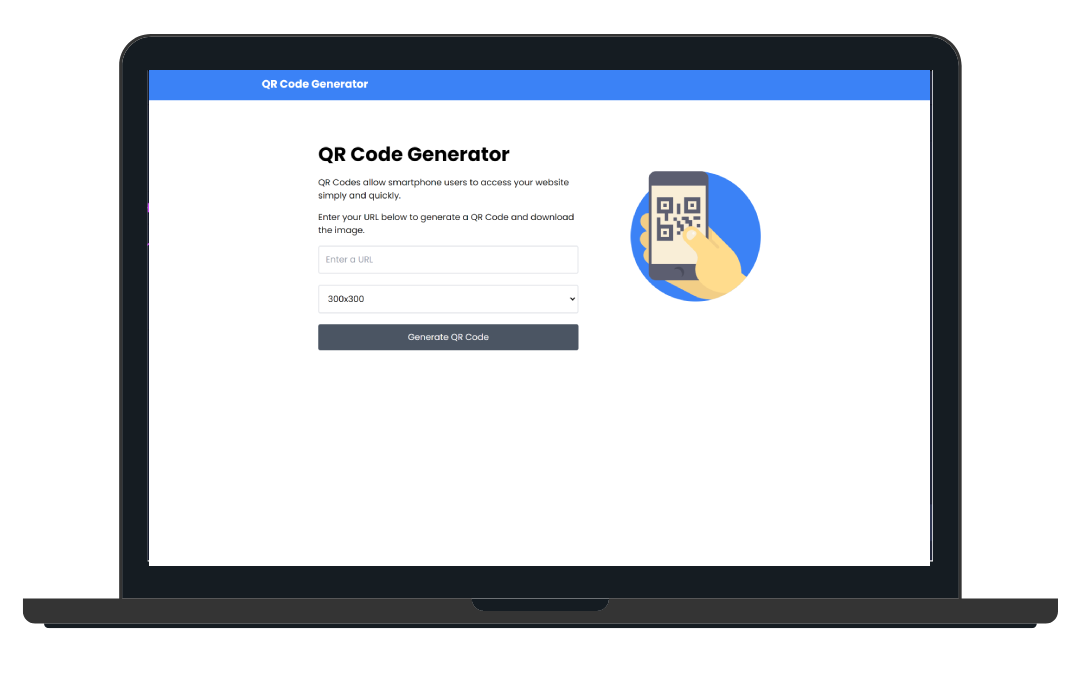 QR Code Generator
QR Code Generator
QR Codes allow smartphone users to access your website
simply and quickly.
Enter your URL below to generate a QR Code and download
the image.
Enter a URL
300x300
Generate QR Code